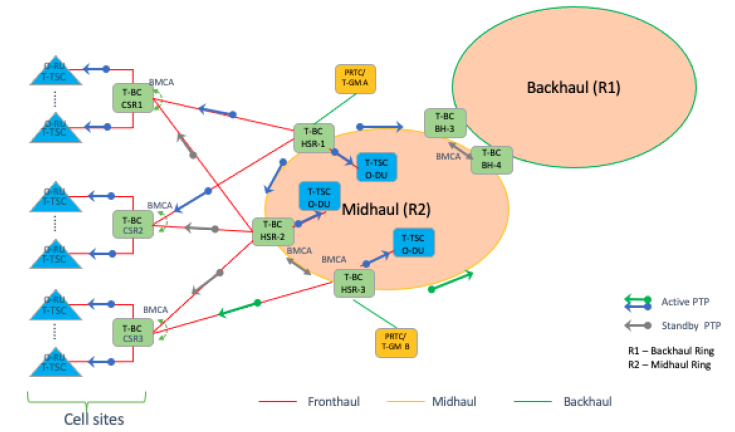 O-RU
T-TSC
BMCA
T-BC
CSR1
O-RU
T-TSC
PRTC/
T-GM A
Backhaul (R1)
T-BC
BH-3
T-BC
HSR-1
BMCA
T-BC
BH-4
T-TSC
O-DU
O-RU
T-TSC
BMCA
T-BC
CSR2
O-RU
T-TSC
T-TSC
O-DU
Midhaul (R2)
T-BC
HSR-2
T-TSC
O-DU
BMCA
BMCA
T-BC
HSR-3
O-RU
T-TSC
BMCA
T-BC
CSR3
O-RU
T-TSC
PRTC/
T-GM B
Active PTP
Standby PTP
R1 – Backhaul Ring
R2 – Midhaul Ring
Fronthaul
Midhaul
Backhaul
Cell sites